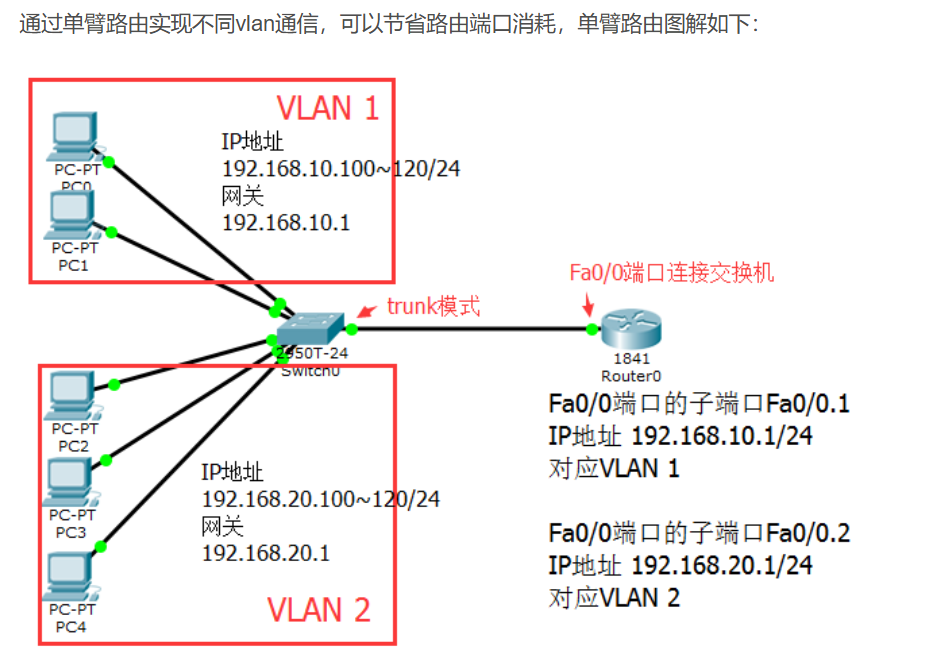 通过单臂路由实现不同vlan通信，可以节省路由端口消耗，单臂路由图解如下：
VLAN 1
IP地址
192.168.10.100~120/24
网关
192.168.10.1
PC-PT
PC0
PC-PT
PC1
trunk模式
Fa0/0端口连接交换机
2950T-24
Switch0
1841
Router0
Fa0/0端口的子端口Fa0/0.1
IP地址 192.168.10.1/24
对应VLAN 1
Fa0/0端口的子端口Fa0/0.2
IP地址 192.168.20.1/24
对应VLAN 2
PC-PT
PC2
PC-PT
PC3
PC-PT
PC4
IP地址
192.168.20.100~120/24
网关
192.168.20.1
VLAN 2